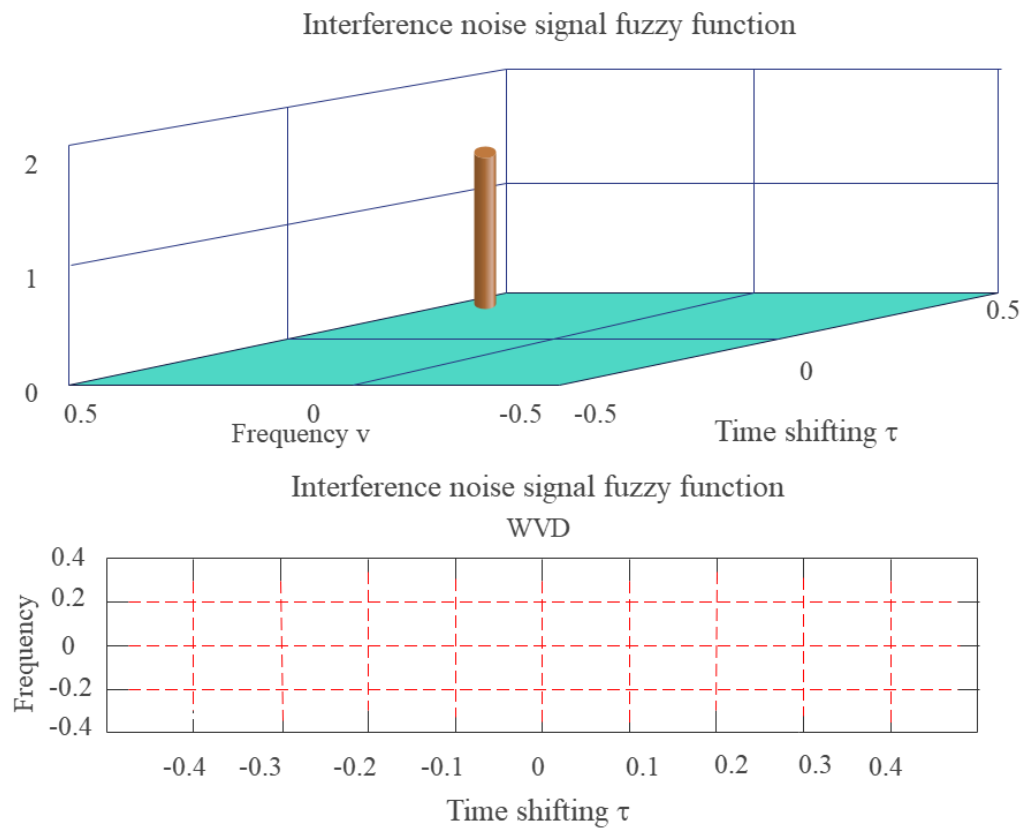 Interference noise signal fuzzy function
2
1
0
0.5 0 -0.5 -0.5 0 0.5
Frequency v
Time shifting τ
Interference noise signal fuzzy function
WVD
Frequency
0.4
0.2
0
-0.2
-0.4
-0.4 -0.3 -0.2 -0.1 0 0.1 0.2 0.3 0.4
Time shifting τ